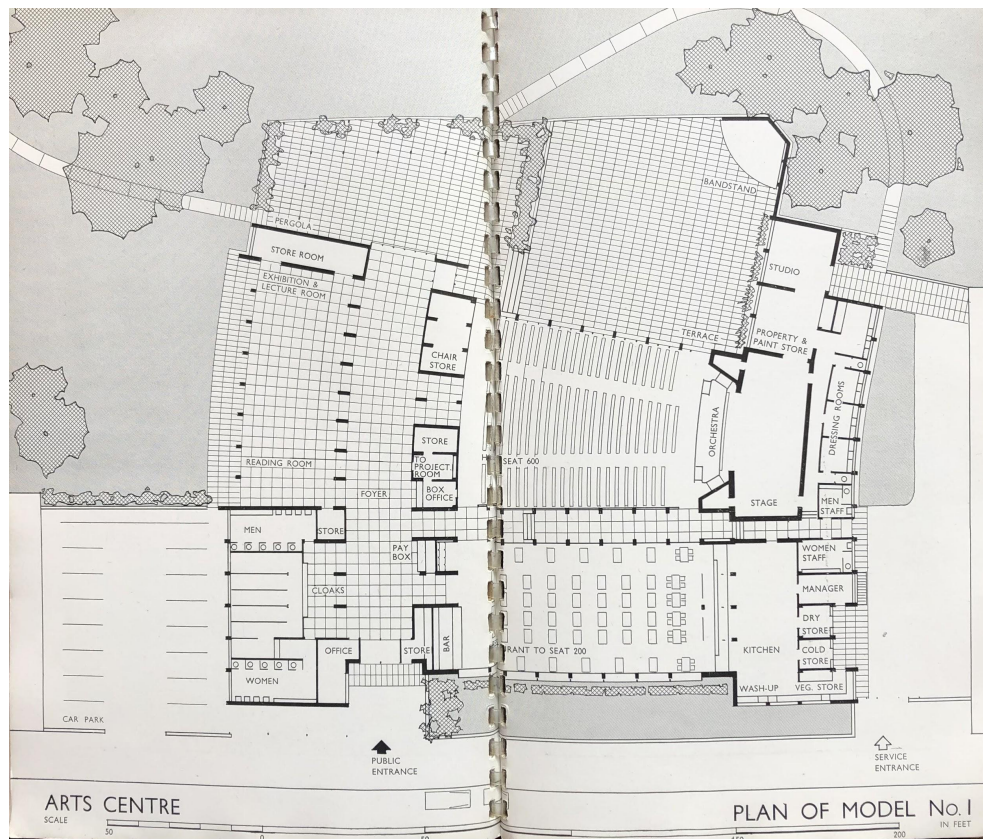 BANDSTAND
PERGOLA
STORE ROOM
EXHIBITION &
LECTURE ROOM
STUDIO
CHAIR
STORE
TERRACE
PROPERTY &
PAINT STORE
ORCHESTRA
DRESSING ROOMS
STORE
TO
PROJECT.
ROOM
BOX
OFFICE
SEAT 600
READING ROOM
FOYER
STAGE
MEN
STAFF
MEN
STORE
PAY
BOX
WOMEN
STAFF
CLOAKS
MANAGER
DRY
STORE
OFFICE
STORE
BAR
RANT TO SEAT 200
KITCHEN
COLD
STORE
WOMEN
WASH-UP
VEG. STORE
CAR PARK
PUBLIC
ENTRANCE
SERVICE
ENTRANCE
ARTS CENTRE
SCALE
PLAN OF MODEL No. 1
IN FEET
50
0
50
150
200